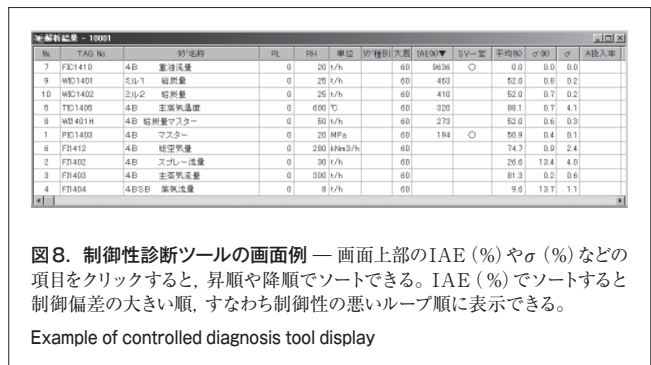 解析結果 - 10001
No. TAG No ﾀｸﾞ名称 RL RH 単位 ﾀｸﾞ種別 大周 IAE(%)▼ SV一定 平均(%) σ(%) σ A投入率
7 FIC1410 4B 重油流量 0 20 t/h 60 9636 ○ 0.0 0.0 0.0
9 WIC1401 ミル1 給炭量 0 25 t/h 60 463 52.0 0.8 0.2
10 WIC1402 ミル2 給炭量 0 25 t/h 60 410 52.0 0.7 0.2
5 TIC1405 4B 主蒸気温度 0 600 ℃ 60 320 88.1 0.7 4.1
8 WI1401H 4B 給炭量マスター 0 50 t/h 60 273 52.0 0.6 0.3
1 PIC1403 4B マスター 0 20 MPa 60 194 ○ 50.9 0.4 0.1
6 FI1412 4B 総空気量 0 280 kNm3/h 60 74.7 0.9 2.4
2 FI1402 4B スプレー流量 0 30 t/h 60 26.6 13.4 4.0
3 FI1403 4B 主蒸気流量 0 300 t/h 60 81.3 0.2 0.6
4 FI1404 4BSB 蒸気流量 0 8 t/h 60 9.6 13.7 1.1
図8. 制御性診断ツールの画面例 — 画面上部のIAE（%）やσ（%）などの
項目をクリックすると，昇順や降順でソートできる。IAE（%）でソートすると
制御偏差の大きい順，すなわち制御性の悪いループ順に表示できる。
Example of controlled diagnosis tool display